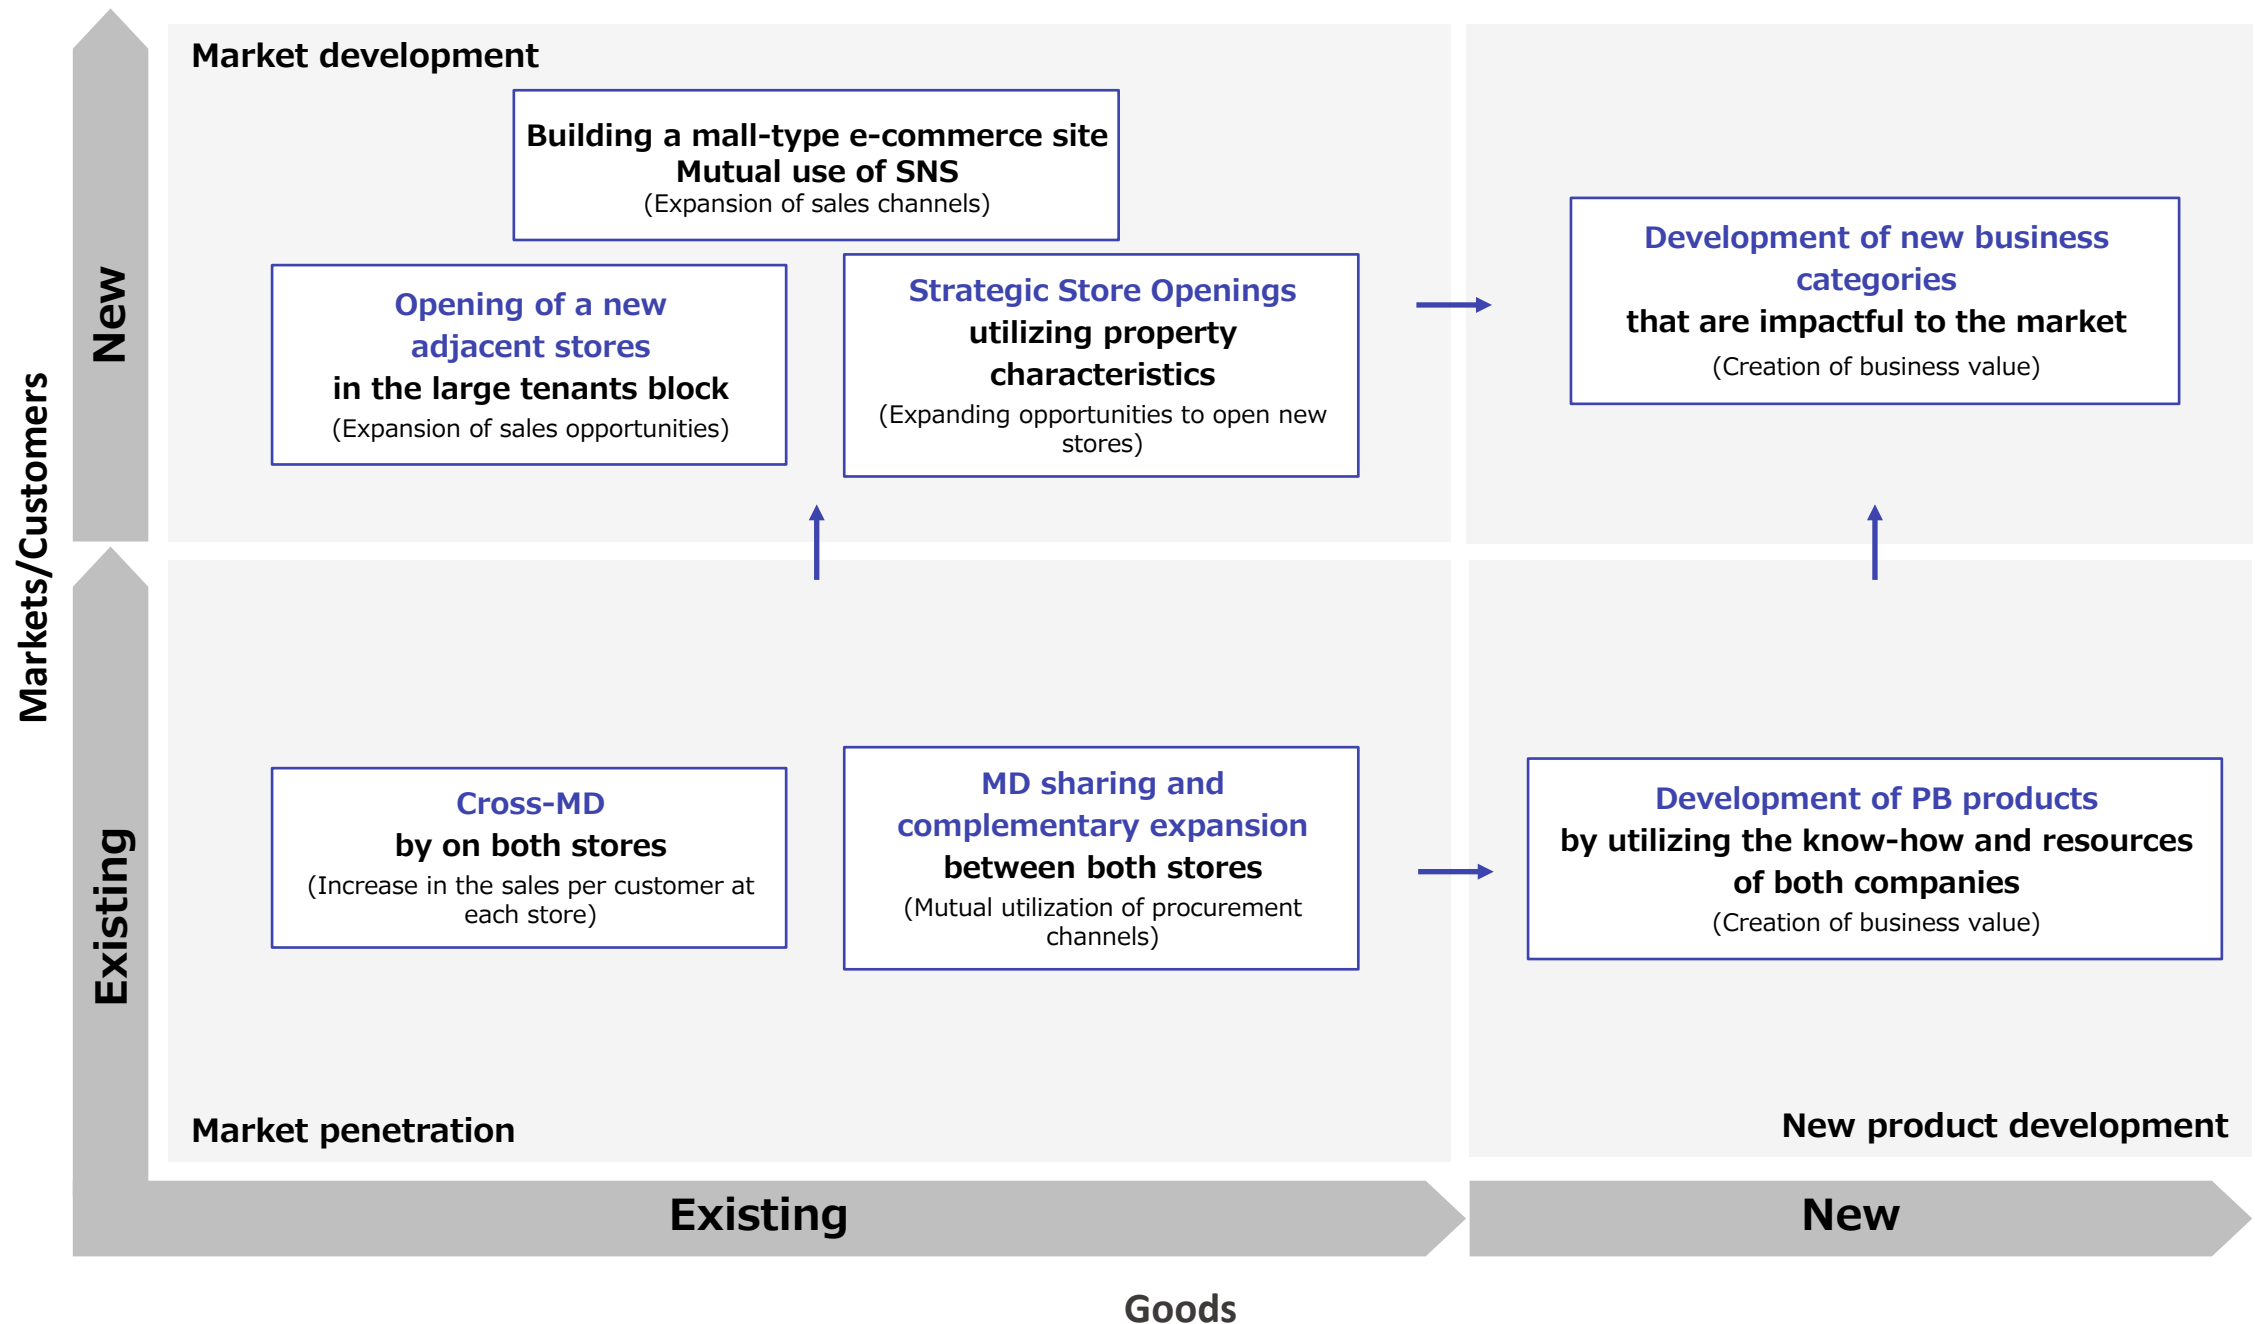 Market development
Building a mall-type e-commerce site
Mutual use of SNS
(Expansion of sales channels)
Opening of a new
adjacent stores
in the large tenants block
(Expansion of sales opportunities)
Strategic Store Openings
utilizing property
characteristics
(Expanding opportunities to open new
stores)
Development of new business
categories
that are impactful to the market
(Creation of business value)
New
Markets/Customers
Existing
Cross-MD
by on both stores
(Increase in the sales per customer at
each store)
MD sharing and
complementary expansion
between both stores
(Mutual utilization of procurement
channels)
Development of PB products
by utilizing the know-how and resources
of both companies
(Creation of business value)
Market penetration
New product development
Existing
New
Goods